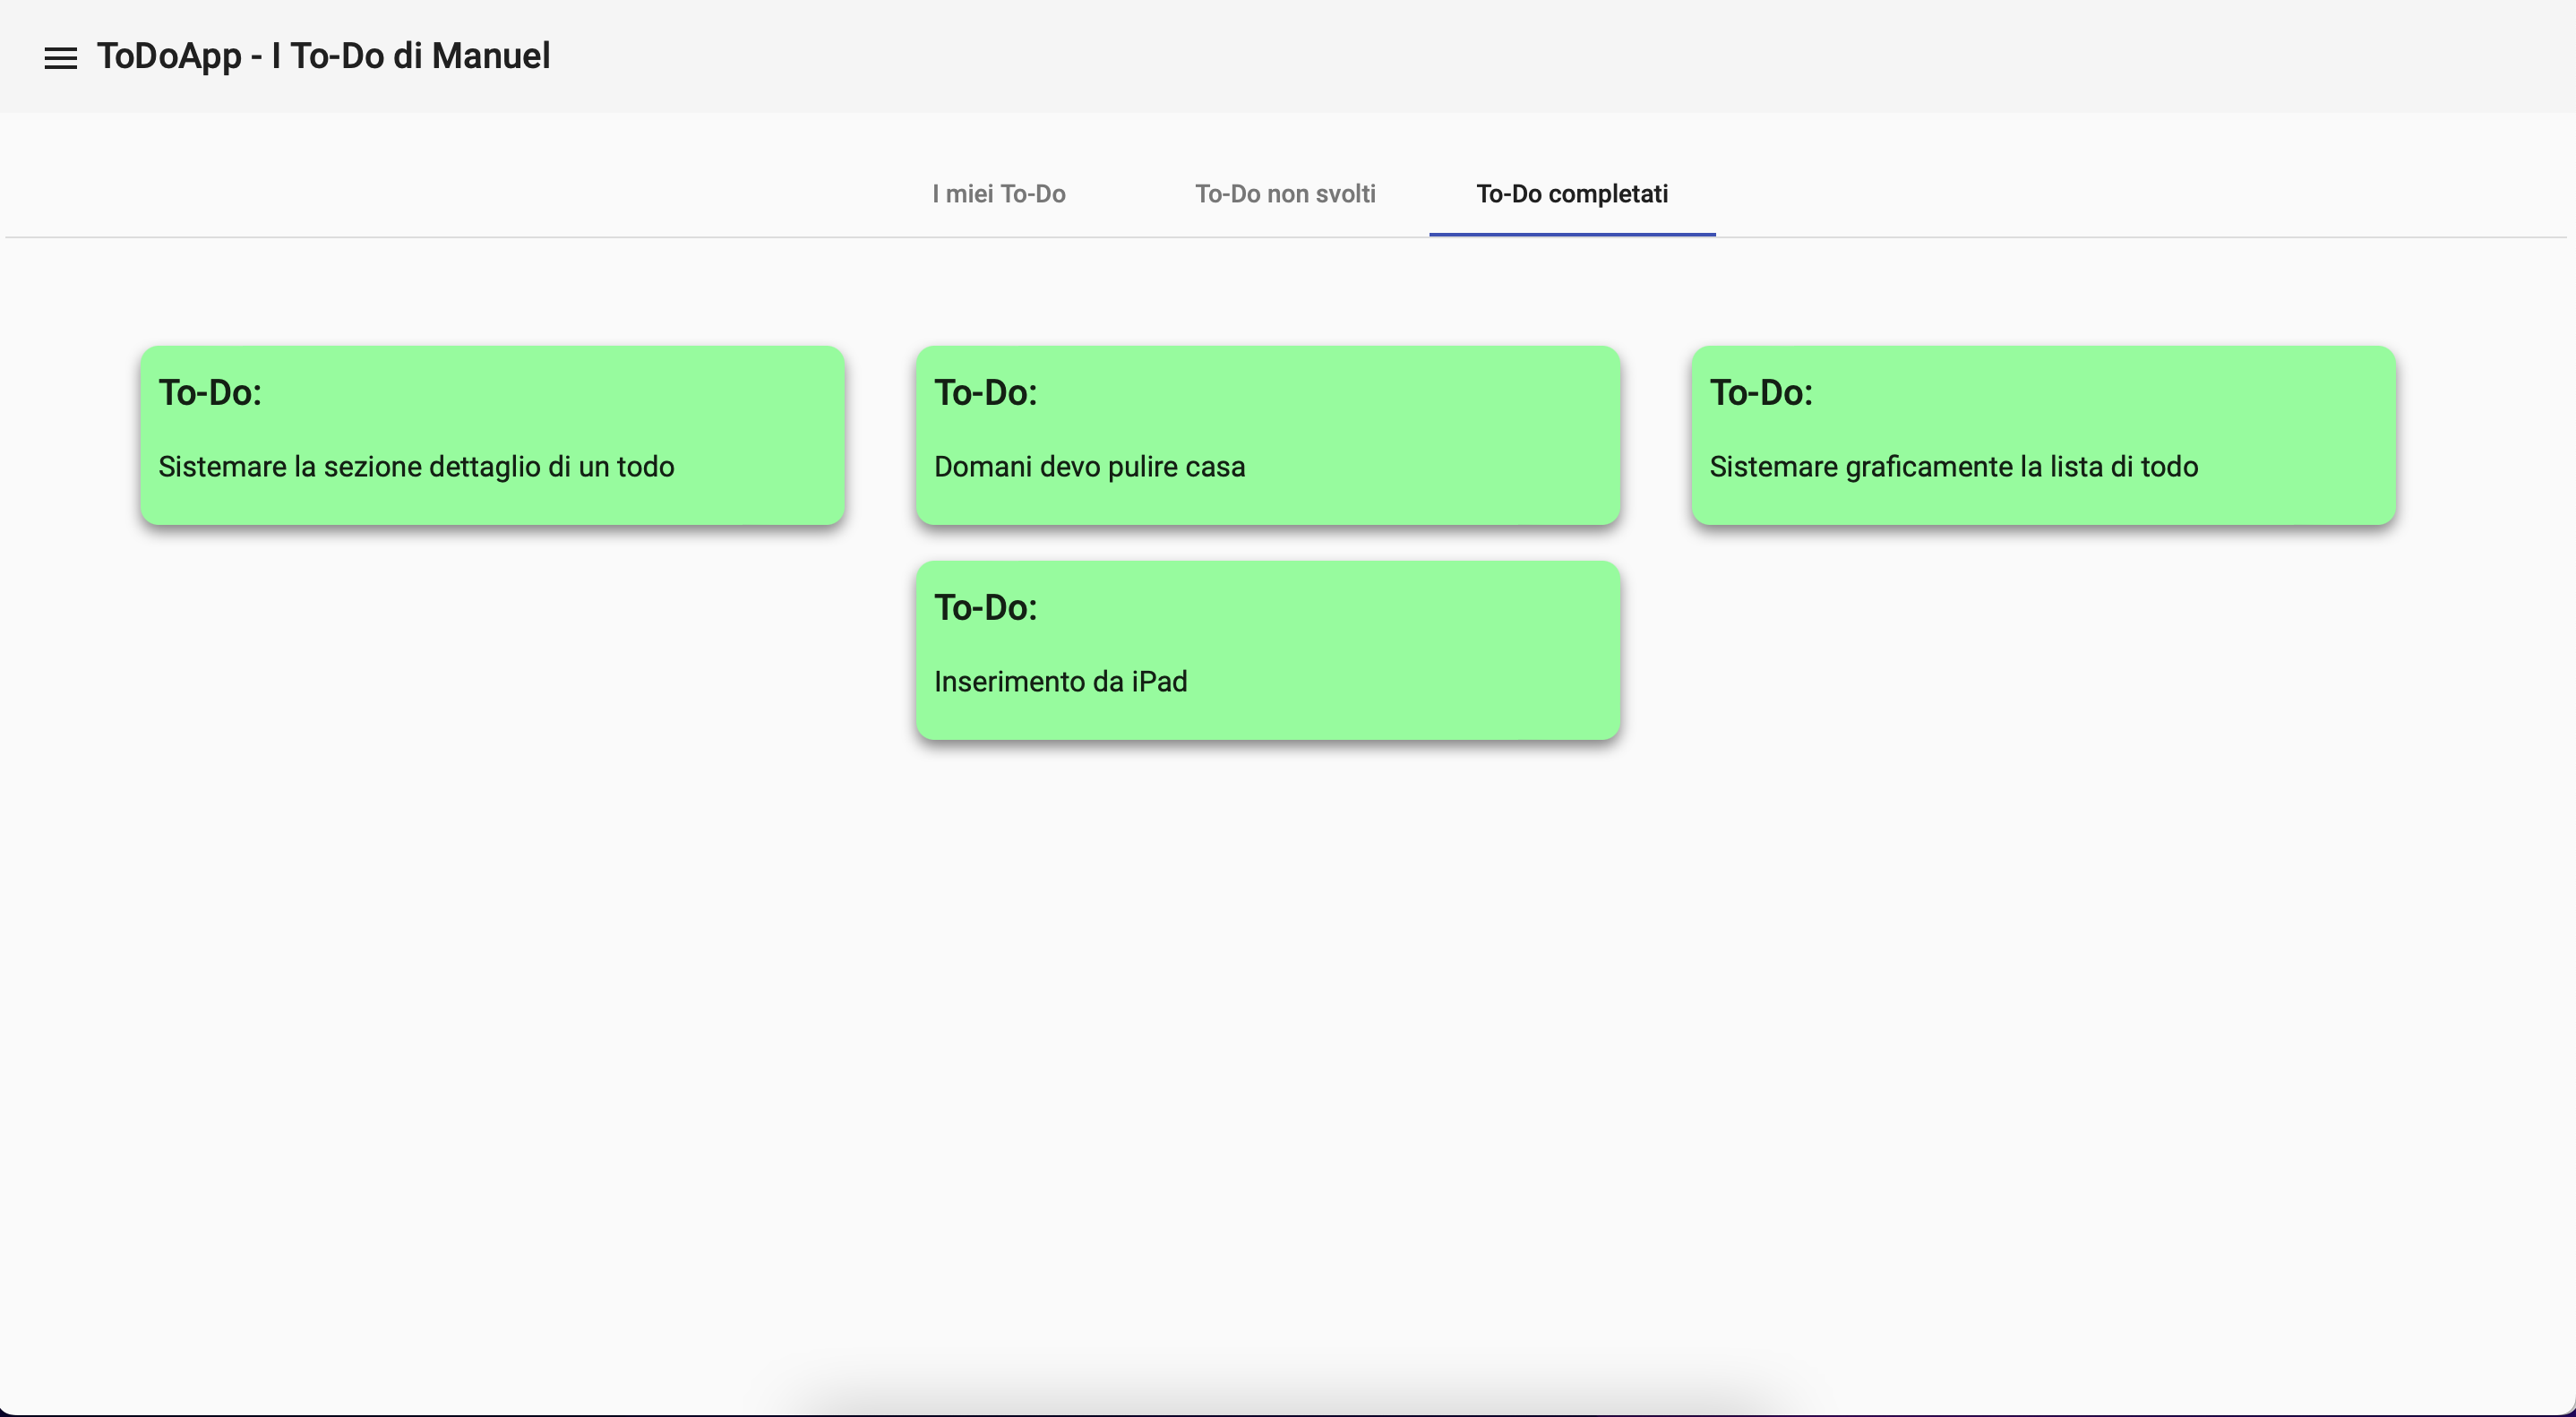 ToDoApp - I To-Do di Manuel
I miei To-Do
To-Do non svolti
To-Do completati
To-Do:
Sistemare la sezione dettaglio di un todo
To-Do:
Domani devo pulire casa
To-Do:
Sistemare graficamente la lista di todo
To-Do:
Inserimento da iPad